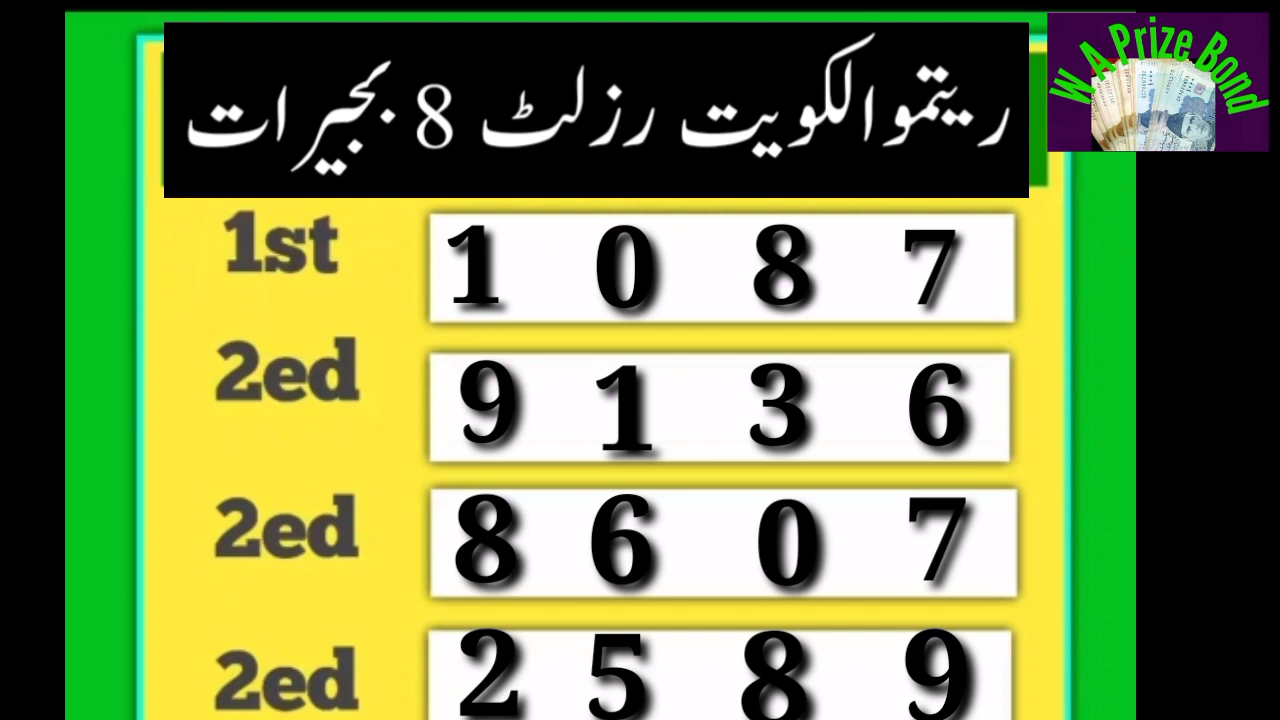 ریتموالکویت رزلٹ 8 بجیرات
W A Prize Bond
1st 1 0 8 7
2ed 9 1 3 6
2ed 8 6 0 7
2ed 2 5 8 9